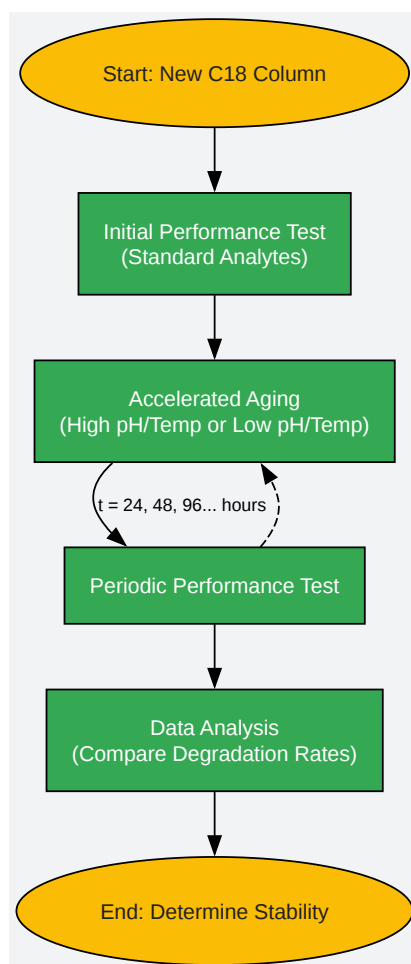 Start: New C18 Column
Initial Performance Test
(Standard Analytes)
Accelerated Aging
(High pH/Temp or Low pH/Temp)
t = 24, 48, 96... hours
Periodic Performance Test
Data Analysis
(Compare Degradation Rates)
End: Determine Stability